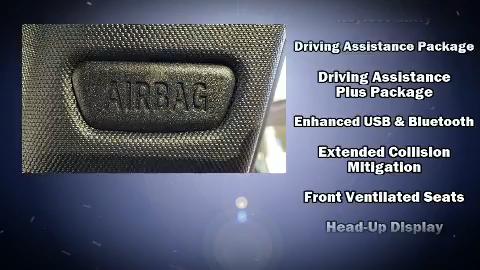 AIRBAG
Driving Assistance Package
Driving Assistance
Plus Package
Enhanced USB & Bluetooth
Extended Collision
Mitigation
Front Ventilated Seats
Head-Up Display